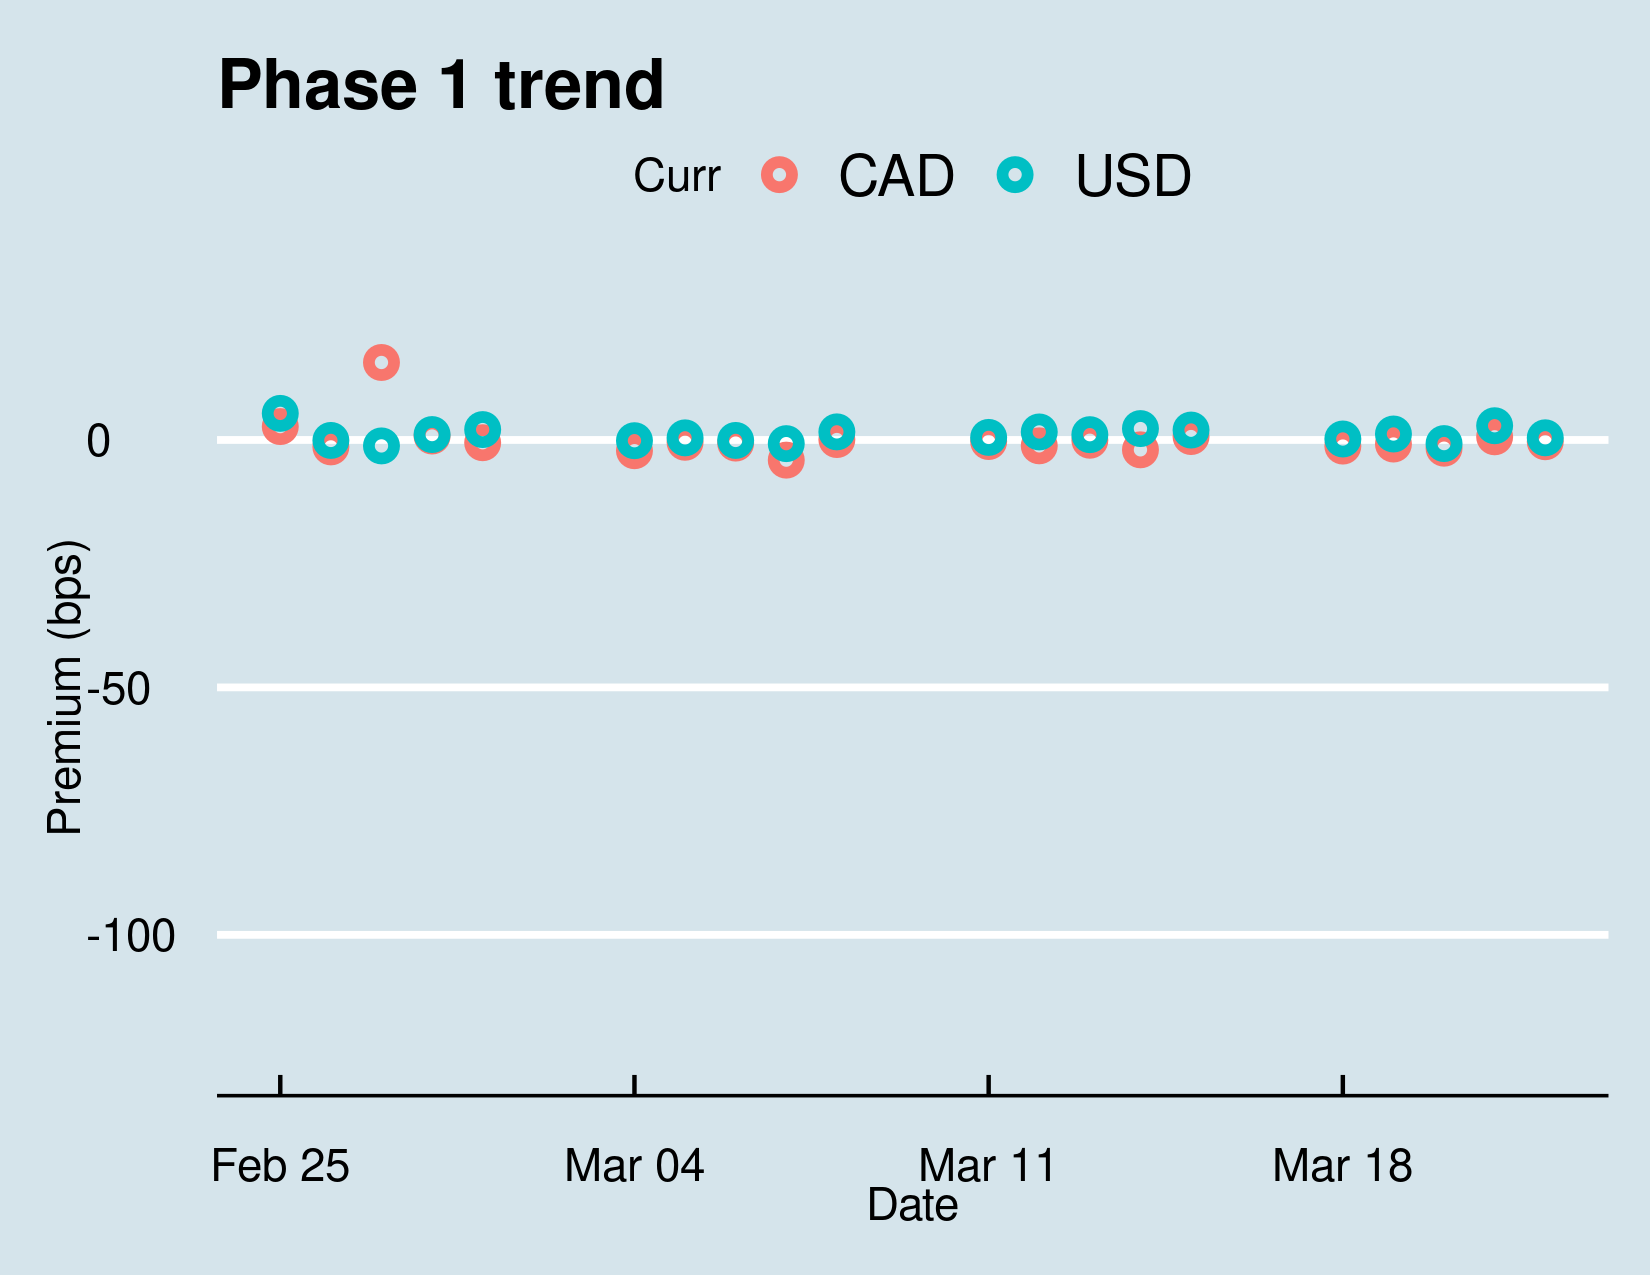 Phase 1 trend
Curr CAD USD
0
-50
-100
Premium (bps)
Feb 25 Mar 04 Mar 11 Mar 18
Date